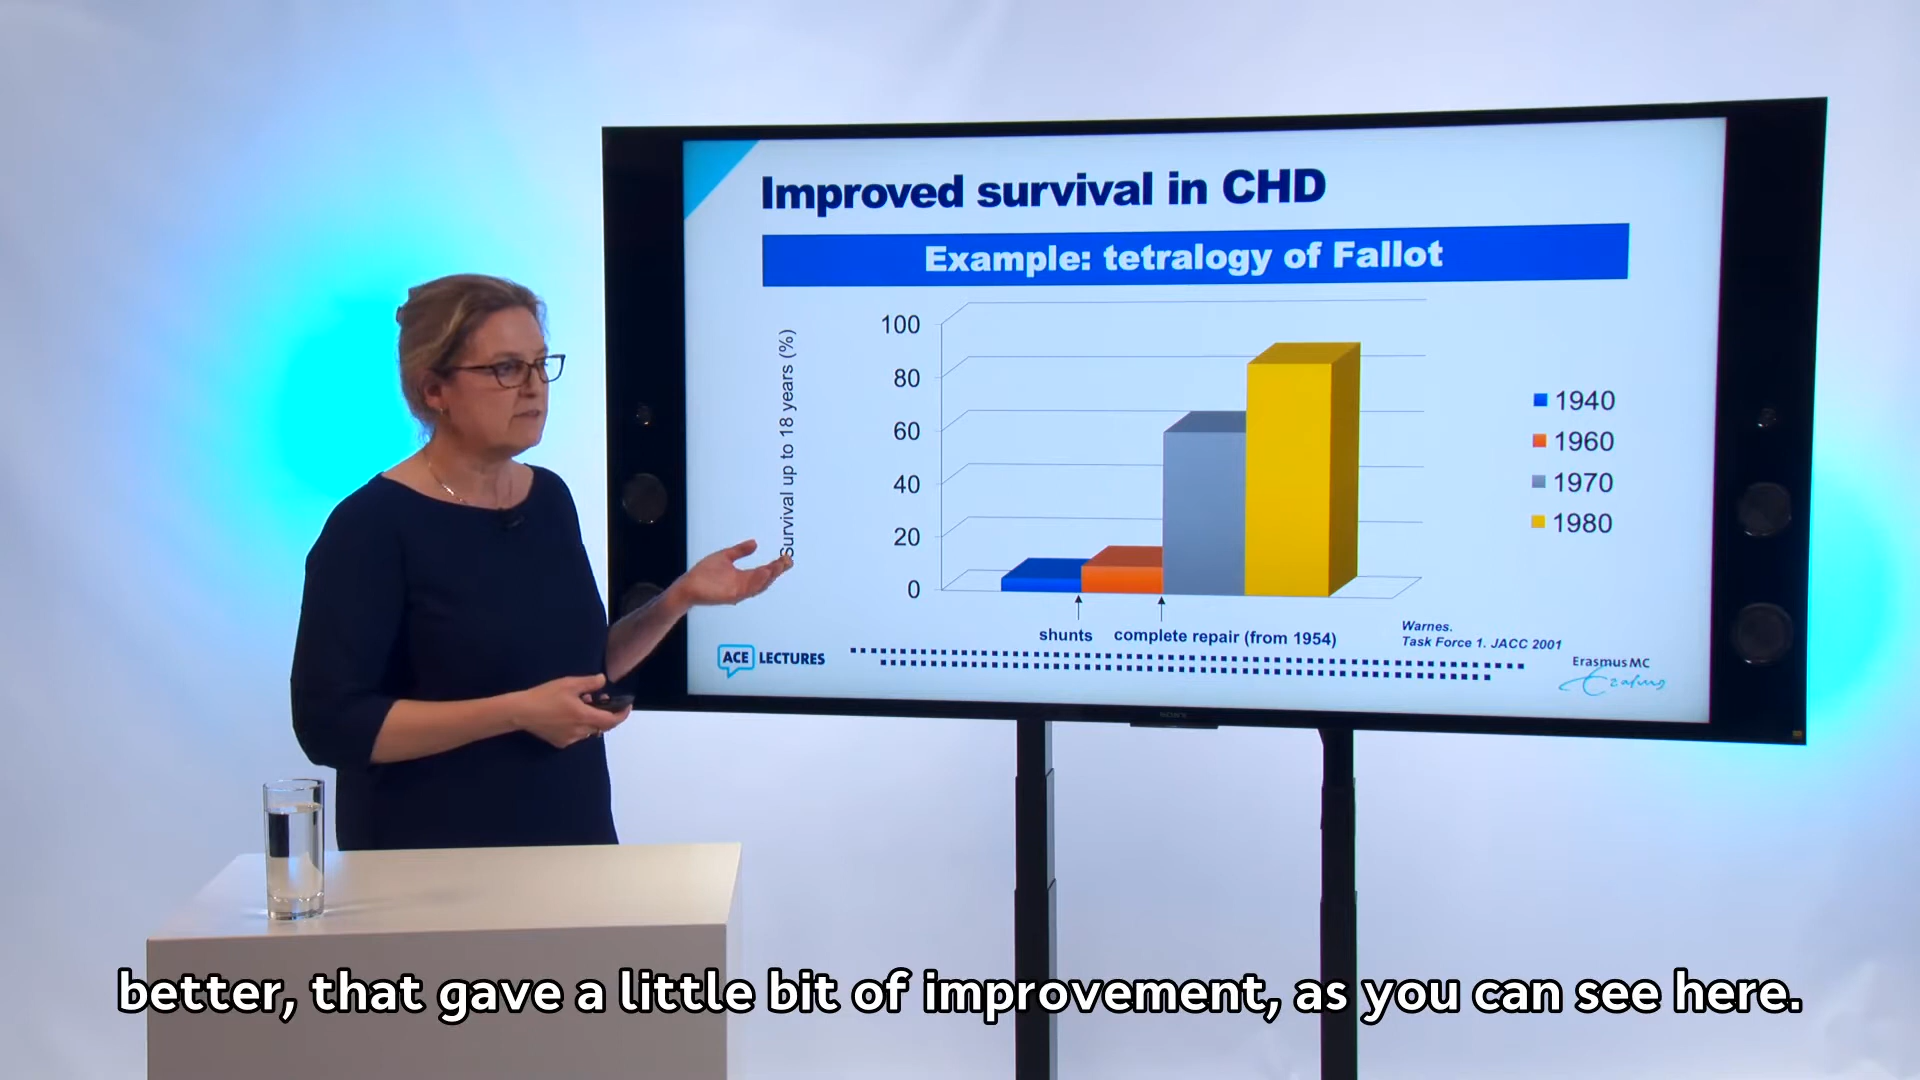 Improved survival in CHD
Example: tetralogy of Fallot
Survival up to 18 years (%)
100
80
60
40
20
0
1940
1960
1970
1980
shunts
complete repair (from 1954)
Warnes.
Task Force 1. JACC 2001
ACE LECTURES
Erasmus MC
Erasmus
SONY
better, that gave a little bit of improvement, as you can see here.